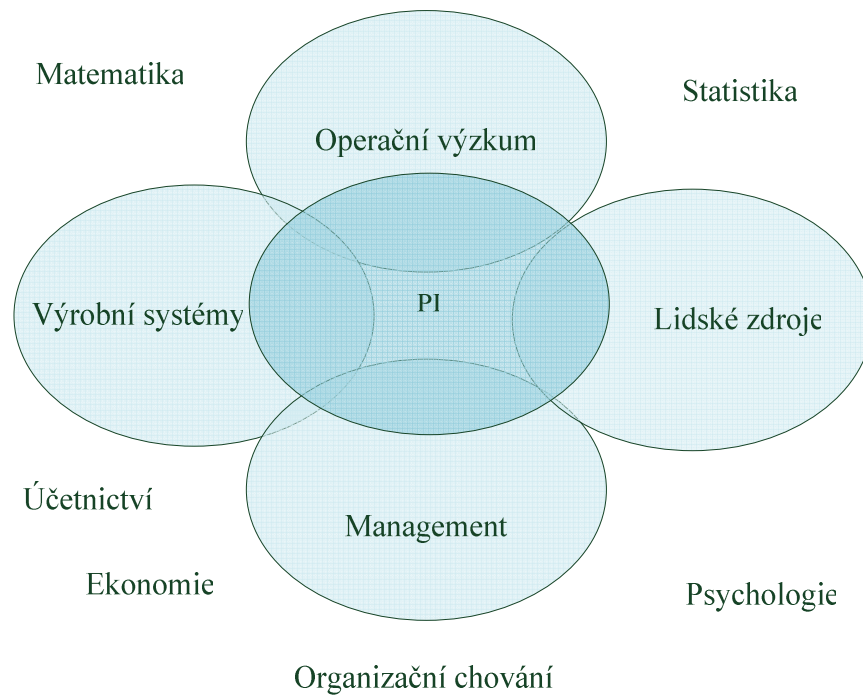 Matematika
Statistika
Operační výzkum
Výrobní systémy
PI
Lidské zdroje
Účetnictví
Management
Ekonomie
Psychologie
Organizační chování